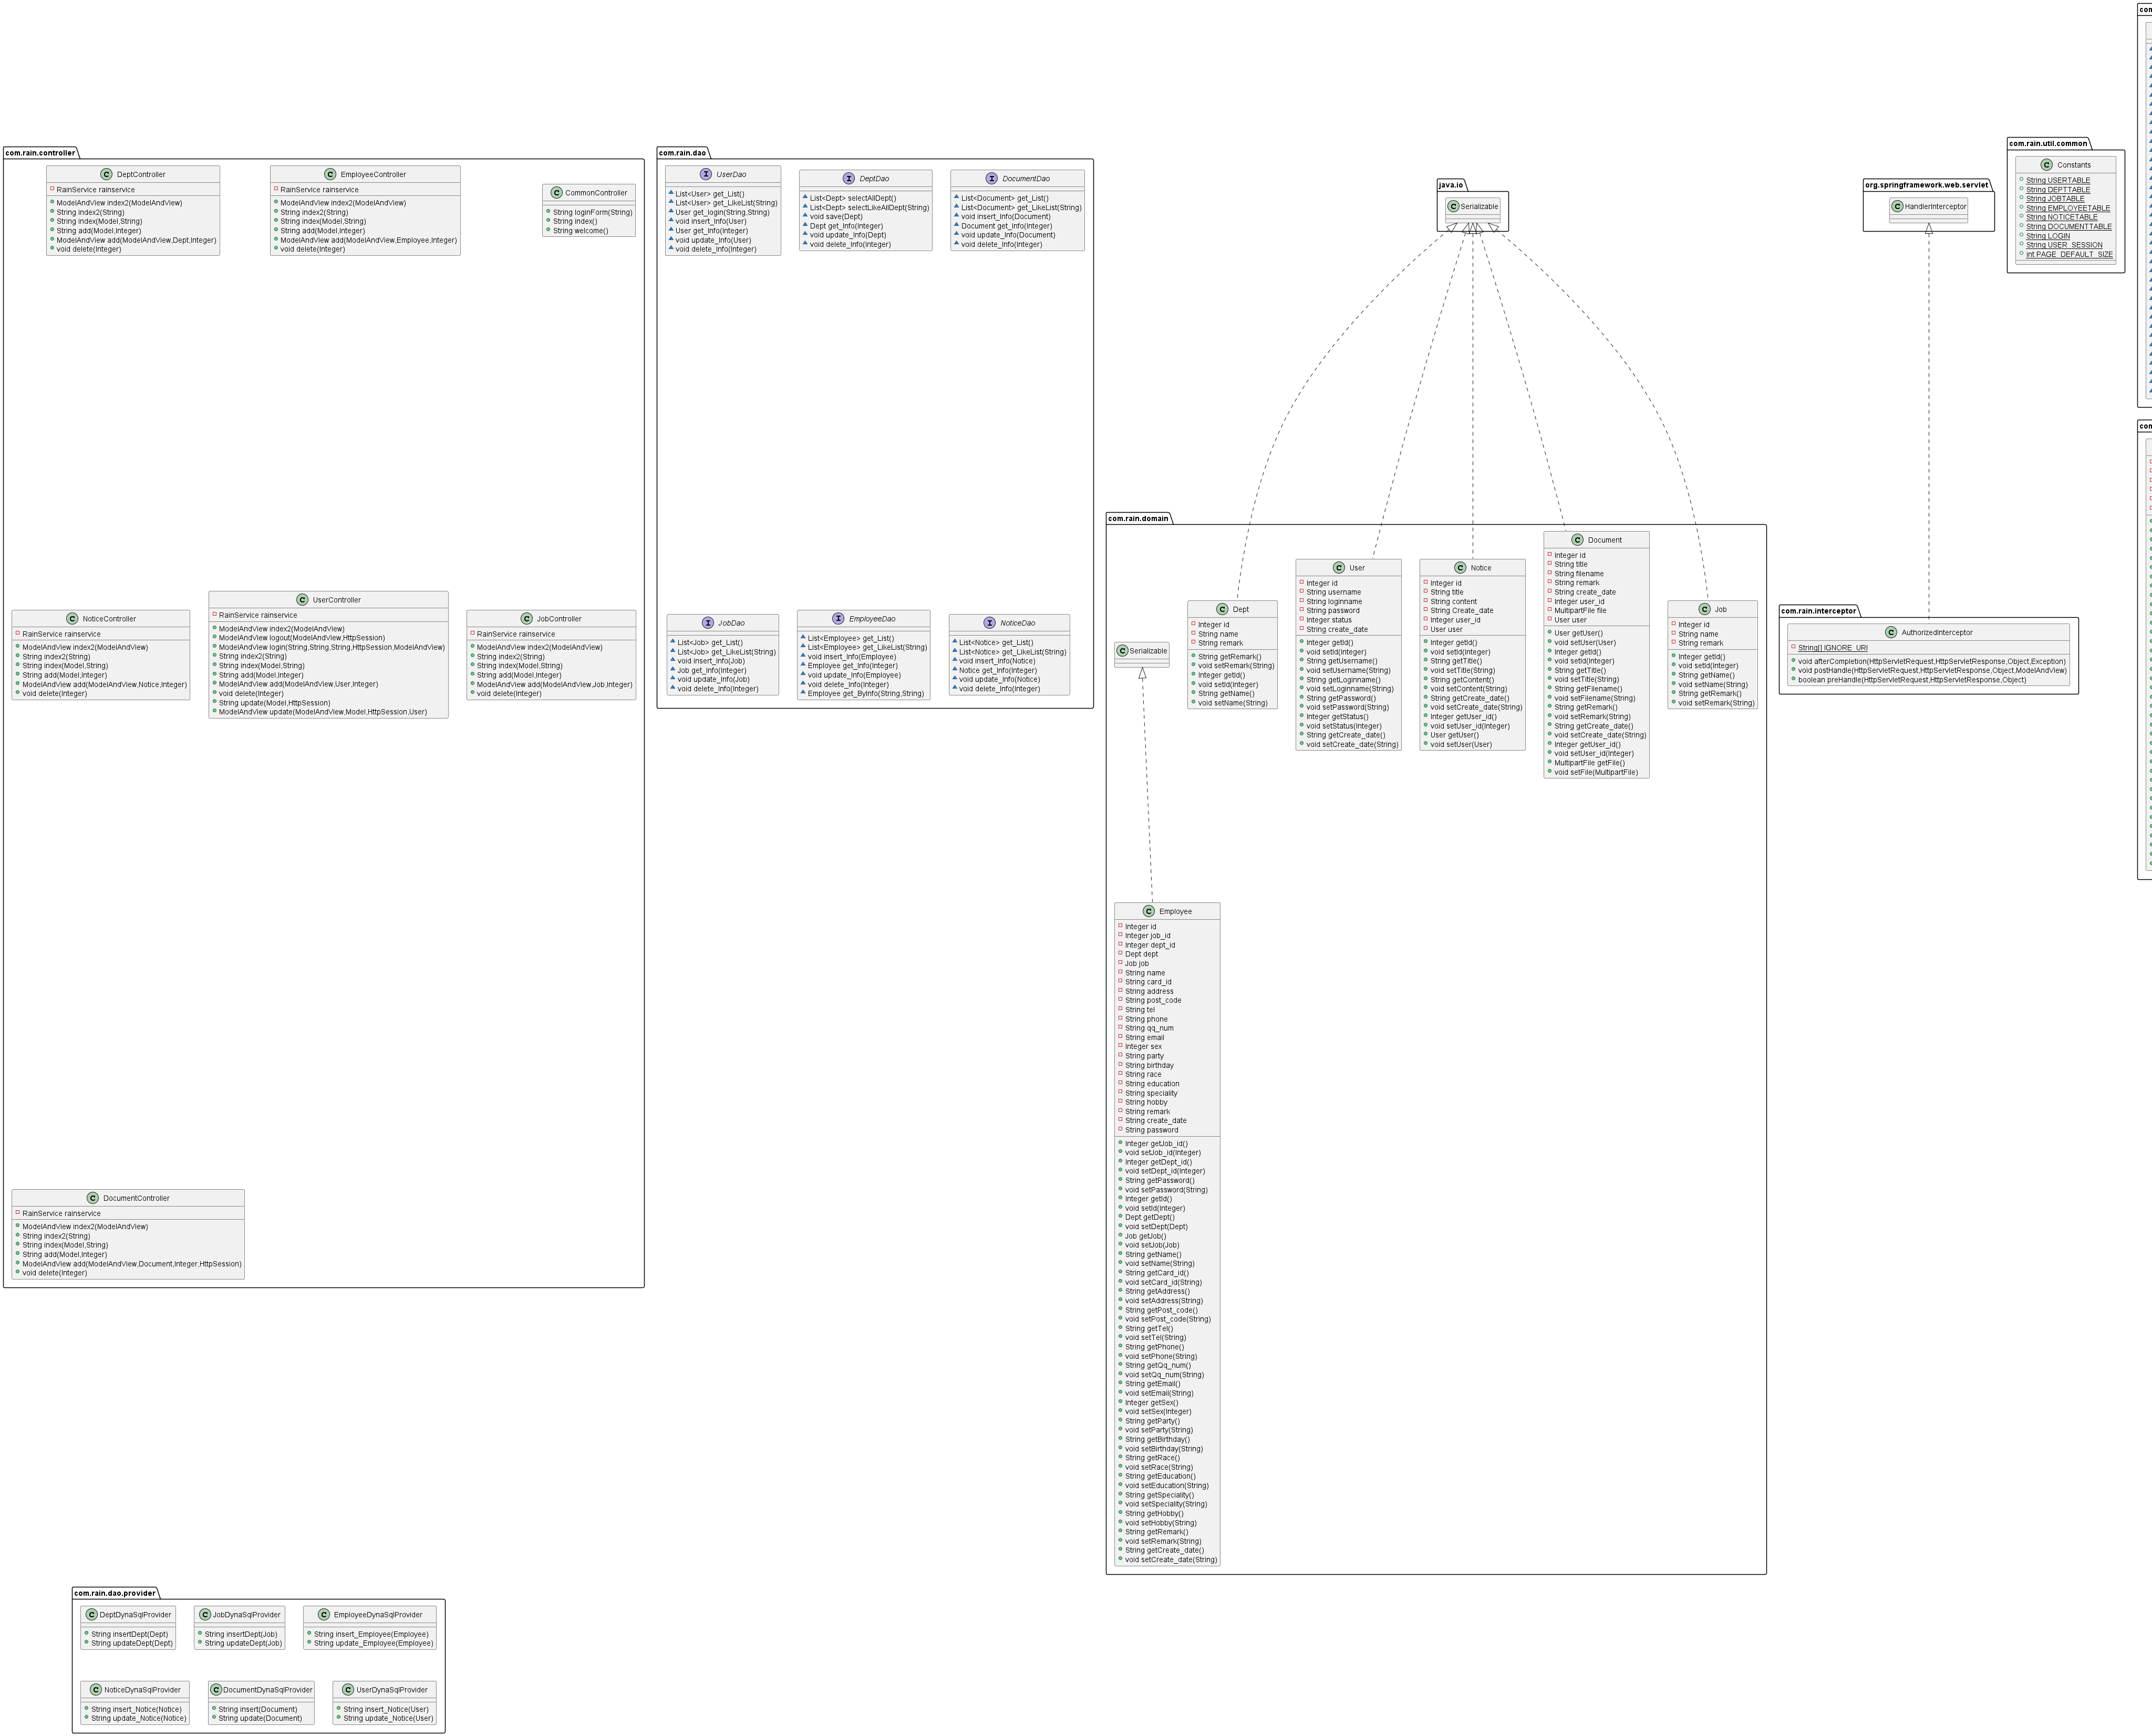 com.rain.controller
DeptController
RainService rainservice
ModelAndView index2(ModelAndView)
String index2(String)
String index(Model,String)
String add(Model,Integer)
ModelAndView add(ModelAndView,Dept,Integer)
void delete(Integer)
EmployeeController
RainService rainservice
ModelAndView index2(ModelAndView)
String index2(String)
String index(Model,String)
String add(Model,Integer)
ModelAndView add(ModelAndView,Employee,Integer)
void delete(Integer)
CommonController
String loginForm(String)
String index()
String welcome()
NoticeController
RainService rainservice
ModelAndView index2(ModelAndView)
String index2(String)
String index(Model,String)
String add(Model,Integer)
ModelAndView add(ModelAndView,Notice,Integer)
void delete(Integer)
UserController
RainService rainservice
ModelAndView index2(ModelAndView)
ModelAndView logout(ModelAndView,HttpSession)
ModelAndView login(String,String,String,HttpSession,ModelAndView)
String index2(String)
String index(Model,String)
String add(Model,Integer)
ModelAndView add(ModelAndView,User,Integer)
void delete(Integer)
String update(Model,HttpSession)
ModelAndView update(ModelAndView,Model,HttpSession,User)
JobController
RainService rainservice
ModelAndView index2(ModelAndView)
String index2(String)
String index(Model,String)
String add(Model,Integer)
ModelAndView add(ModelAndView,Job,Integer)
void delete(Integer)
DocumentController
RainService rainservice
ModelAndView index2(ModelAndView)
String index2(String)
String index(Model,String)
String add(Model,Integer)
ModelAndView add(ModelAndView,Document,Integer,HttpSession)
void delete(Integer)
com.rain.dao
UserDao
List<User> get_List()
List<User> get_LikeList(String)
User get_login(String,String)
void insert_Info(User)
User get_Info(Integer)
void update_Info(User)
void delete_Info(Integer)
DeptDao
List<Dept> selectAllDept()
List<Dept> selectLikeAllDept(String)
void save(Dept)
Dept get_Info(Integer)
void update_Info(Dept)
void delete_Info(Integer)
DocumentDao
List<Document> get_List()
List<Document> get_LikeList(String)
void insert_Info(Document)
Document get_Info(Integer)
void update_Info(Document)
void delete_Info(Integer)
JobDao
List<Job> get_List()
List<Job> get_LikeList(String)
void insert_Info(Job)
Job get_Info(Integer)
void update_Info(Job)
void delete_Info(Integer)
EmployeeDao
List<Employee> get_List()
List<Employee> get_LikeList(String)
void insert_Info(Employee)
Employee get_Info(Integer)
void update_Info(Employee)
void delete_Info(Integer)
Employee get_ByInfo(String,String)
NoticeDao
List<Notice> get_List()
List<Notice> get_LikeList(String)
void insert_Info(Notice)
Notice get_Info(Integer)
void update_Info(Notice)
void delete_Info(Integer)
java.io
Serializable
com.rain.domain
Serializable
Dept
Integer id
String name
String remark
String getRemark()
void setRemark(String)
Integer getId()
void setId(Integer)
String getName()
void setName(String)
User
Integer id
String username
String loginname
String password
Integer status
String create_date
Integer getId()
void setId(Integer)
String getUsername()
void setUsername(String)
String getLoginname()
void setLoginname(String)
String getPassword()
void setPassword(String)
Integer getStatus()
void setStatus(Integer)
String getCreate_date()
void setCreate_date(String)
Notice
Integer id
String title
String content
String Create_date
Integer user_id
User user
Integer getId()
void setId(Integer)
String getTitle()
void setTitle(String)
String getContent()
void setContent(String)
String getCreate_date()
void setCreate_date(String)
Integer getUser_id()
void setUser_id(Integer)
User getUser()
void setUser(User)
Document
Integer id
String title
String filename
String remark
String create_date
Integer user_id
MultipartFile file
User user
User getUser()
void setUser(User)
Integer getId()
void setId(Integer)
String getTitle()
void setTitle(String)
String getFilename()
void setFilename(String)
String getRemark()
void setRemark(String)
String getCreate_date()
void setCreate_date(String)
Integer getUser_id()
void setUser_id(Integer)
MultipartFile getFile()
void setFile(MultipartFile)
Job
Integer id
String name
String remark
Integer getId()
void setId(Integer)
String getName()
void setName(String)
String getRemark()
void setRemark(String)
Employee
Integer id
Integer job_id
Integer dept_id
Dept dept
Job job
String name
String card_id
String address
String post_code
String tel
String phone
String qq_num
String email
Integer sex
String party
String birthday
String race
String education
String speciality
String hobby
String remark
String create_date
String password
Integer getJob_id()
void setJob_id(Integer)
Integer getDept_id()
void setDept_id(Integer)
String getPassword()
void setPassword(String)
Integer getId()
void setId(Integer)
Dept getDept()
void setDept(Dept)
Job getJob()
void setJob(Job)
String getName()
void setName(String)
String getCard_id()
void setCard_id(String)
String getAddress()
void setAddress(String)
String getPost_code()
void setPost_code(String)
String getTel()
void setTel(String)
String getPhone()
void setPhone(String)
String getQq_num()
void setQq_num(String)
String getEmail()
void setEmail(String)
Integer getSex()
void setSex(Integer)
String getParty()
void setParty(String)
String getBirthday()
void setBirthday(String)
String getRace()
void setRace(String)
String getEducation()
void setEducation(String)
String getSpeciality()
void setSpeciality(String)
String getHobby()
void setHobby(String)
String getRemark()
void setRemark(String)
String getCreate_date()
void setCreate_date(String)
org.springframework.web.servlet
HandlerInterceptor
com.rain.interceptor
AuthorizedInterceptor
String[] IGNORE_URI
void afterCompletion(HttpServletRequest,HttpServletResponse,Object,Exception)
void postHandle(HttpServletRequest,HttpServletResponse,Object,ModelAndView)
boolean preHandle(HttpServletRequest,HttpServletResponse,Object)
com.rain.util.common
Constants
String USERTABLE
String DEPTTABLE
String JOBTABLE
String EMPLOYEETABLE
String NOTICETABLE
String DOCUMENTTABLE
String LOGIN
String USER_SESSION
int PAGE_DEFAULT_SIZE
com.rain.dao.provider
DeptDynaSqlProvider
String insertDept(Dept)
String updateDept(Dept)
JobDynaSqlProvider
String insertDept(Job)
String updateDept(Job)
EmployeeDynaSqlProvider
String insert_Employee(Employee)
String update_Employee(Employee)
NoticeDynaSqlProvider
String insert_Notice(Notice)
String update_Notice(Notice)
DocumentDynaSqlProvider
String insert(Document)
String update(Document)
UserDynaSqlProvider
String insert_Notice(User)
String update_Notice(User)